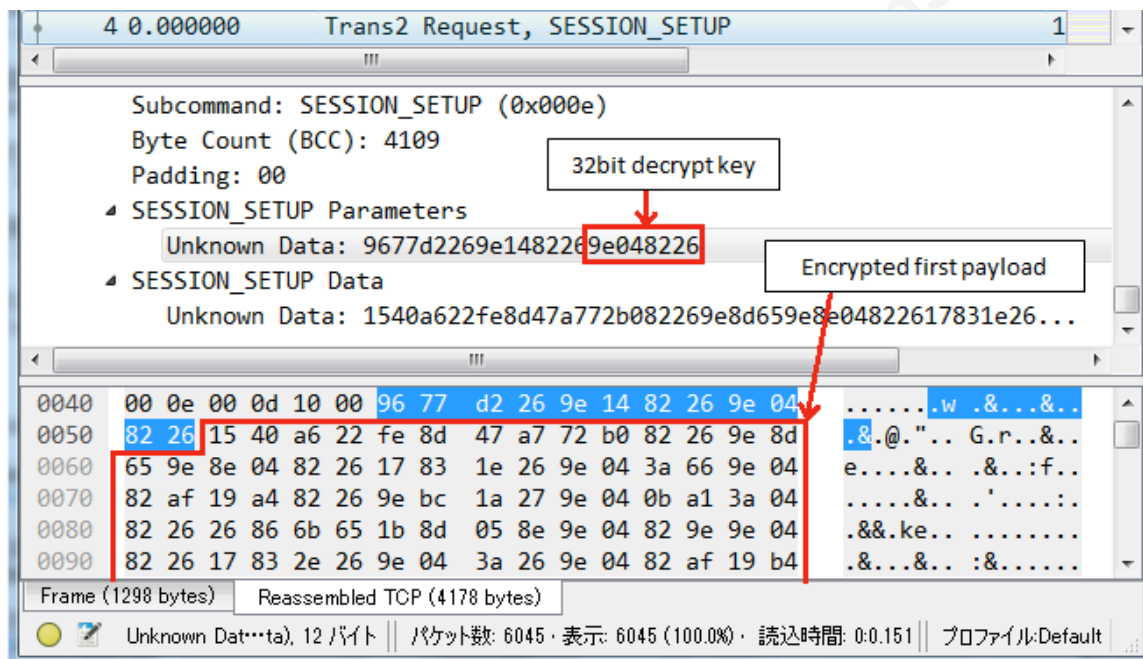 4 0.000000 Trans2 Request, SESSION_SETUP 1
Subcommand: SESSION_SETUP (0x000e)
Byte Count (BCC): 4109
Padding: 00
32bit decrypt key
SESSION_SETUP Parameters
Unknown Data: 9677d2269e1482269e048226
Encrypted first payload
SESSION_SETUP Data
Unknown Data: 1540a622fe8d47a772b082269e8d659e8e04822617831e26...
0040 00 0e 00 0d 10 00 96 77 d2 26 9e 14 82 26 9e 04 .......w .&...&..
0050 82 26 15 40 a6 22 fe 8d 47 a7 72 b0 82 26 9e 8d .&.@.".. G.r..&..
0060 65 9e 8e 04 82 26 17 83 1e 26 9e 04 3a 66 9e 04 e....&.. .&..:f..
0070 82 af 19 a4 82 26 9e bc 1a 27 9e 04 0b a1 3a 04 .....&.. .'....:.
0080 82 26 26 86 6b 65 1b 8d 05 8e 9e 04 82 9e 9e 04 .&&.ke.. ........
0090 82 26 17 83 2e 26 9e 04 3a 26 9e 04 82 af 19 b4 .&...&.. :&......
Frame (1298 bytes) Reassembled TCP (4178 bytes)
Unknown Dat…ta), 12 バイト パケット数: 6045 · 表示: 6045 (100.0%) · 読込時間: 0:0.151 プロファイル:Default